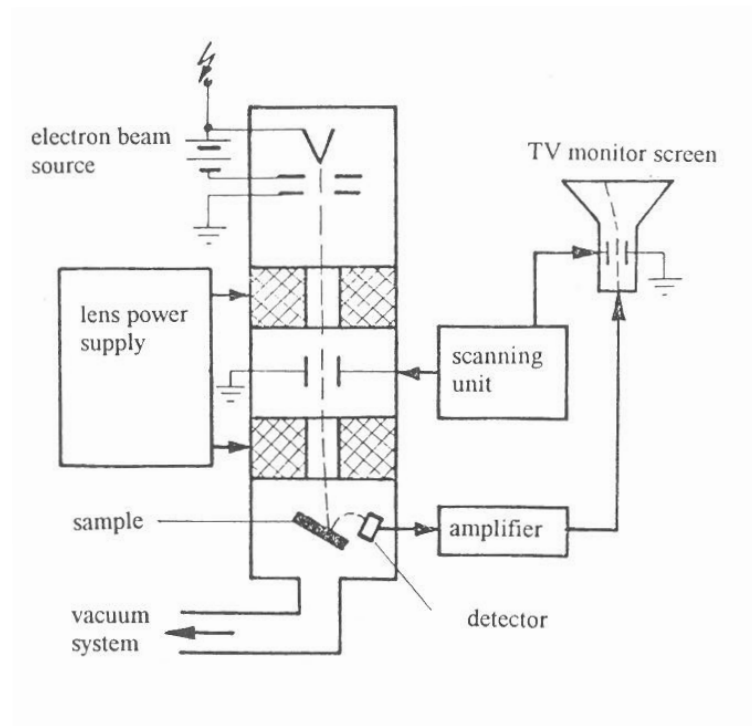 electron beam
source
TV monitor screen
lens power
supply
scanning
unit
sample
amplifier
detector
vacuum
system